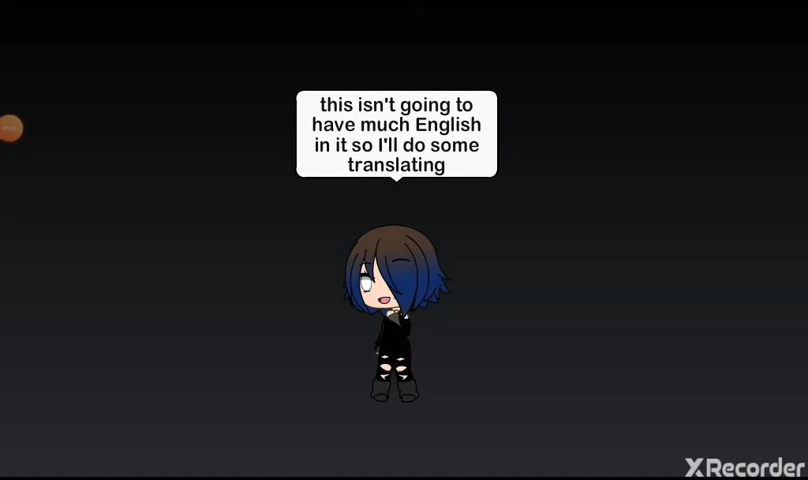 this isn't going to
have much English
in it so I'll do some
translating
XRecorder